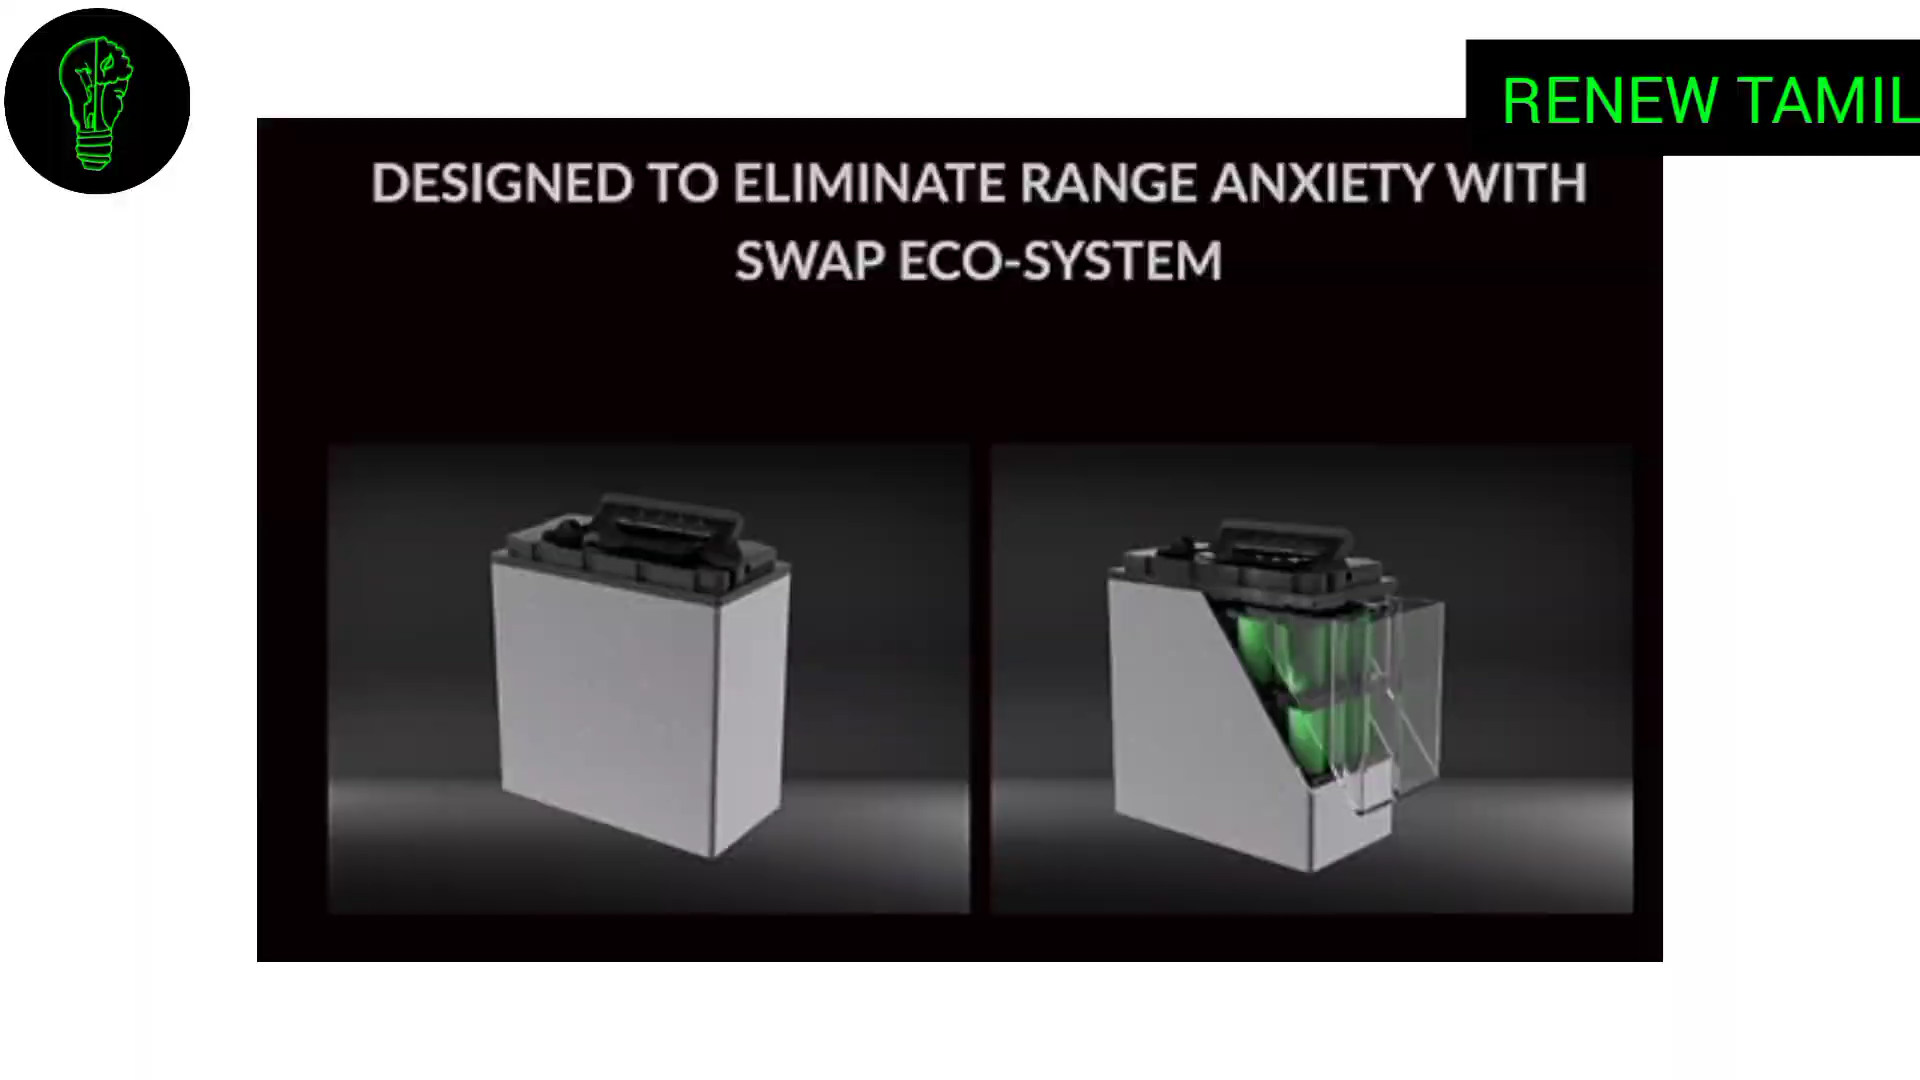 RENEW TAMIL
DESIGNED TO ELIMINATE RANGE ANXIETY WITH
SWAP ECO-SYSTEM